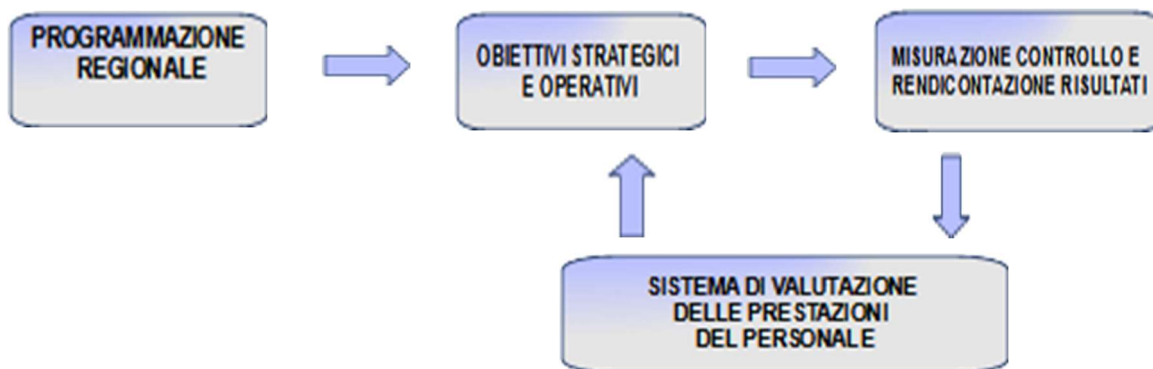 PROGRAMMAZIONE
REGIONALE
OBIETTIVI STRATEGICI
E OPERATIVI
MISURAZIONE CONTROLLO E
RENDICONTAZIONE RISULTATI
SISTEMA DI VALUTAZIONE
DELLE PRESTAZIONI
DEL PERSONALE